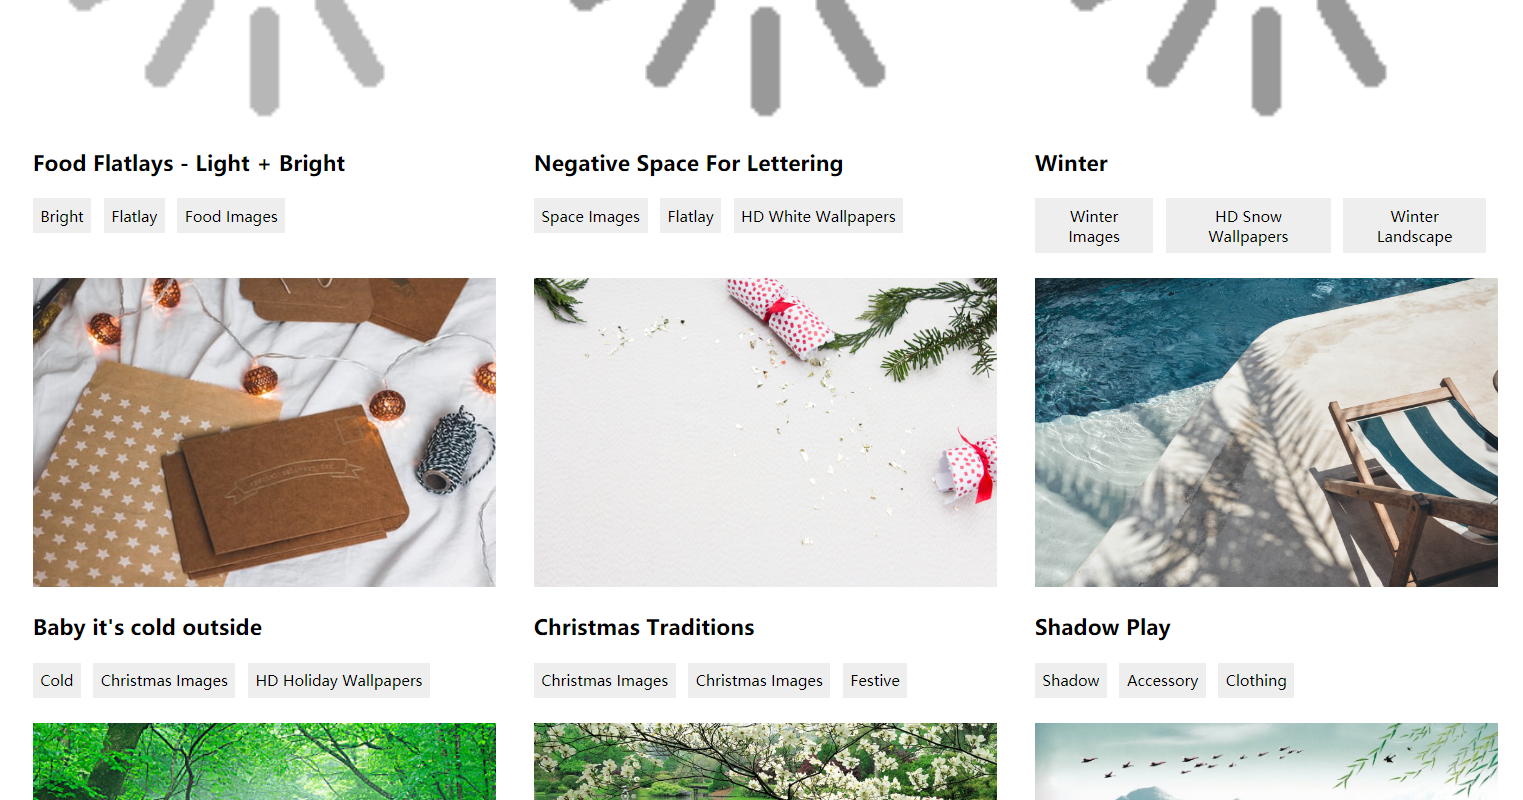 Food Flatlays - Light + Bright
Negative Space For Lettering
Winter
Bright
Flatlay
Food Images
Space Images
Flatlay
HD White Wallpapers
Winter
Images
HD Snow
Wallpapers
Winter
Landscape
Baby it's cold outside
Christmas Traditions
Shadow Play
Cold
Christmas Images
HD Holiday Wallpapers
Christmas Images
Christmas Images
Festive
Shadow
Accessory
Clothing